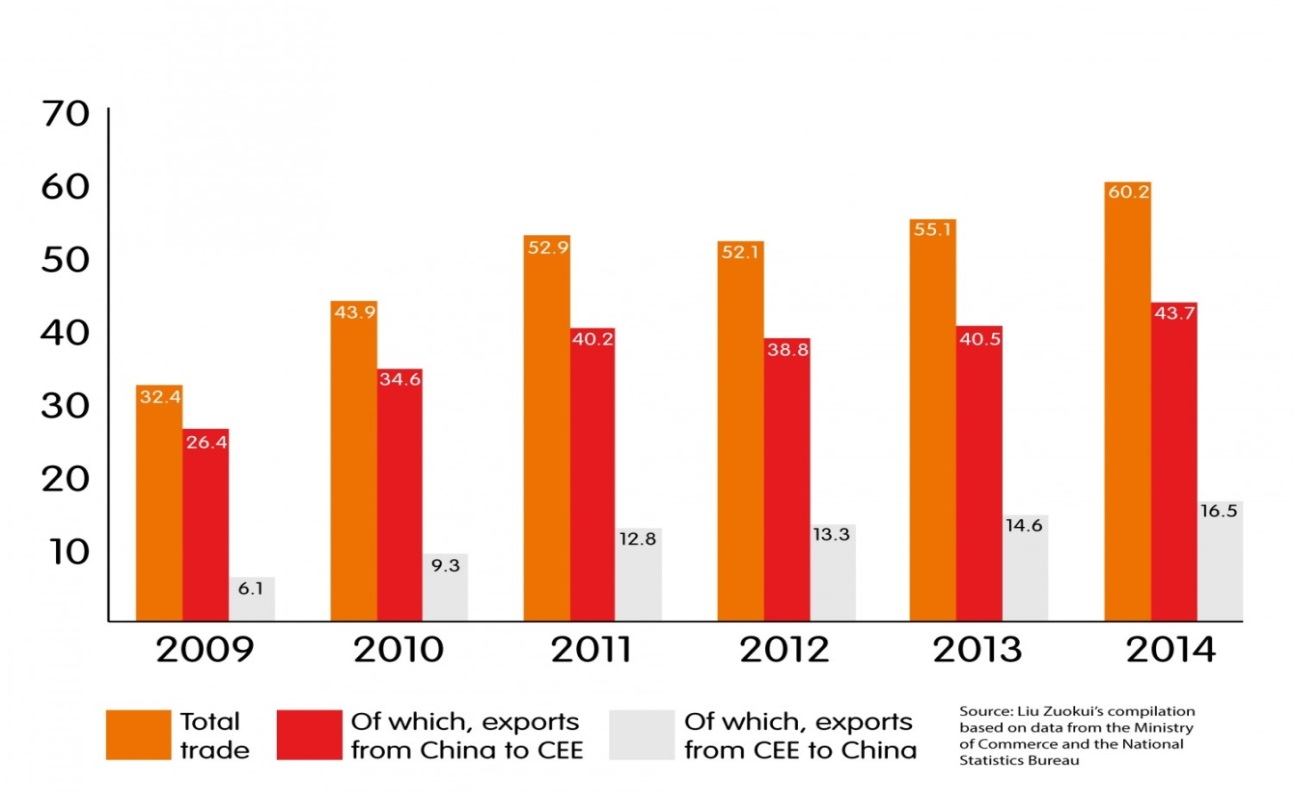 70
60
50
40
30
20
10
32.4
26.4
6.1
43.9
34.6
9.3
52.9
40.2
12.8
52.1
38.8
13.3
55.1
40.5
14.6
60.2
43.7
16.5
2009 2010 2011 2012 2013 2014
Total
trade
Of which, exports
from China to CEE
Of which, exports
from CEE to China
Source: Liu Zuokui's compilation
based on data from the Ministry
of Commerce and the National
Statistics Bureau